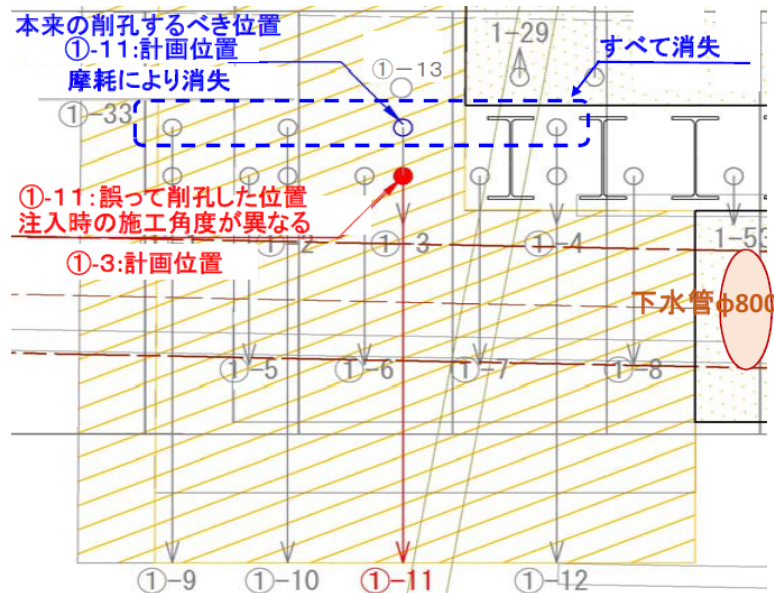 本来の削孔するべき位置
①-11:計画位置
摩耗により消失
①-13
1-29
すべて消失
①-33
①-11:誤って削孔した位置
注入時の施工角度が異なる
①-3:計画位置
①-2
①-3
①-4
1-53
下水管φ800
①-5
①-6
①-7
①-8
①-9
①-10
①-11
①-12